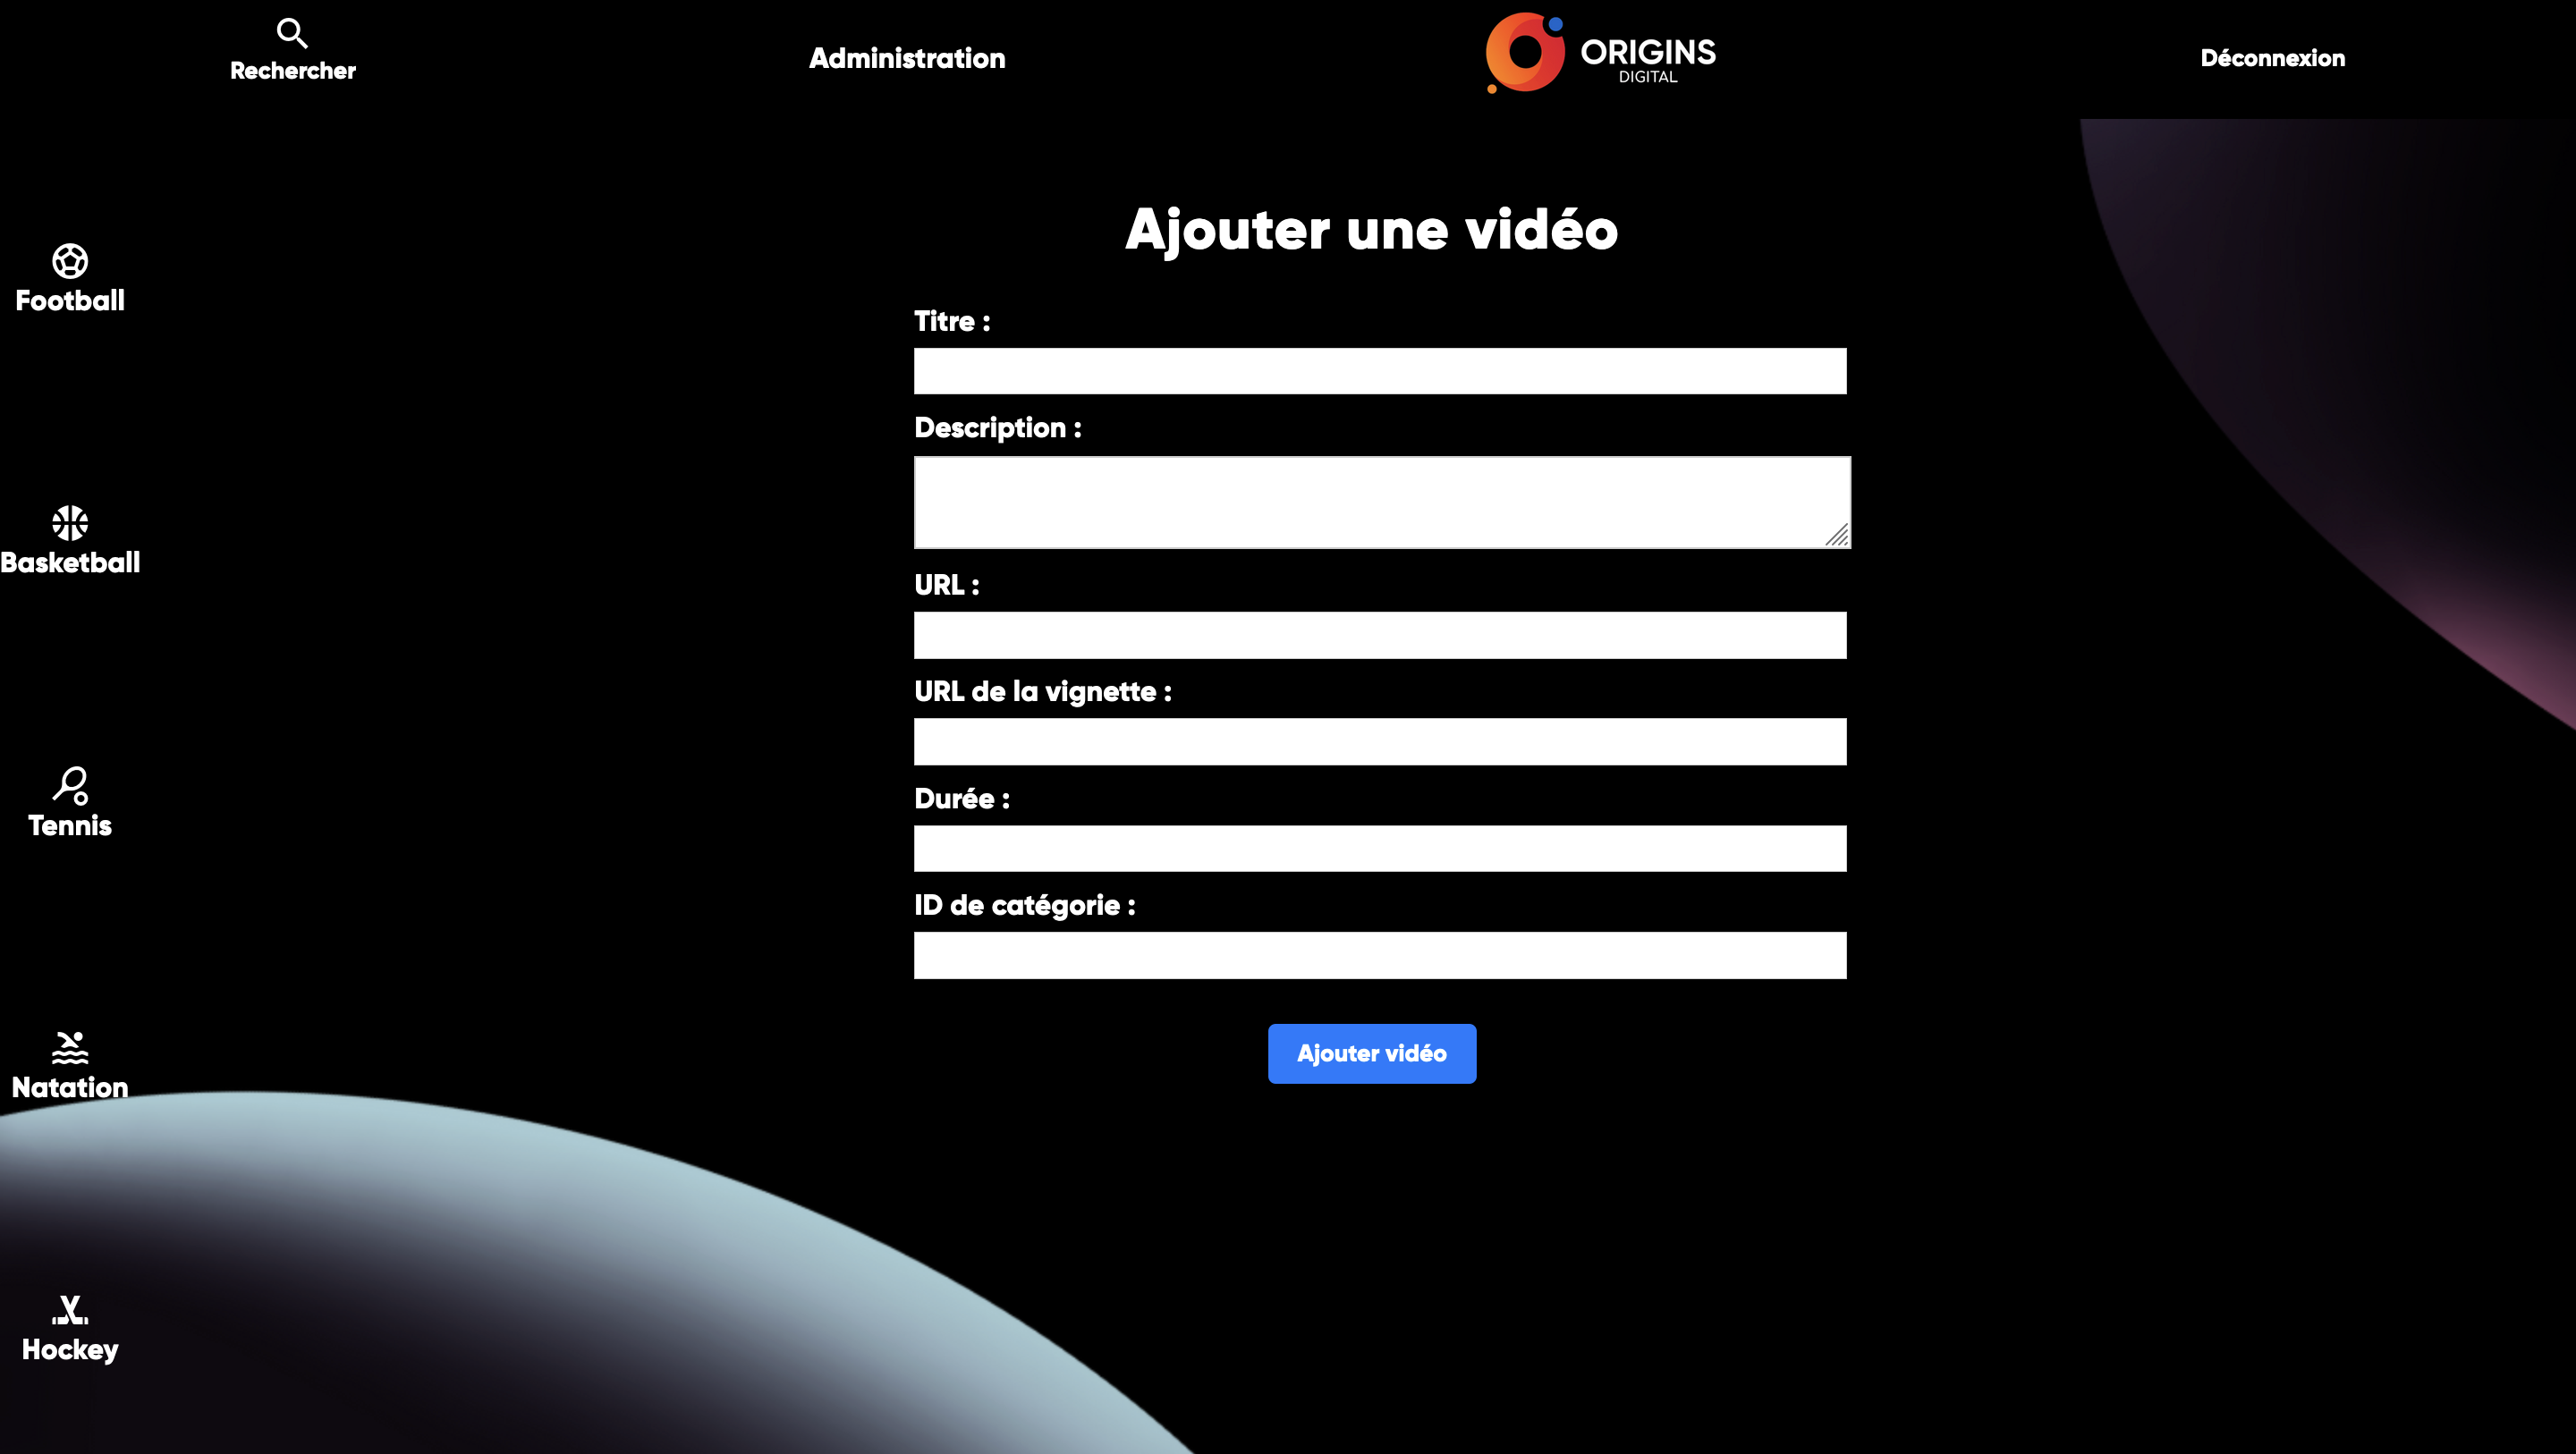 Rechercher
Administration
ORIGINS
DIGITAL
Déconnexion
Football
Basketball
Tennis
Natation
Hockey
Ajouter une vidéo
Titre :
Description :
URL :
URL de la vignette :
Durée :
ID de catégorie :
Ajouter vidéo